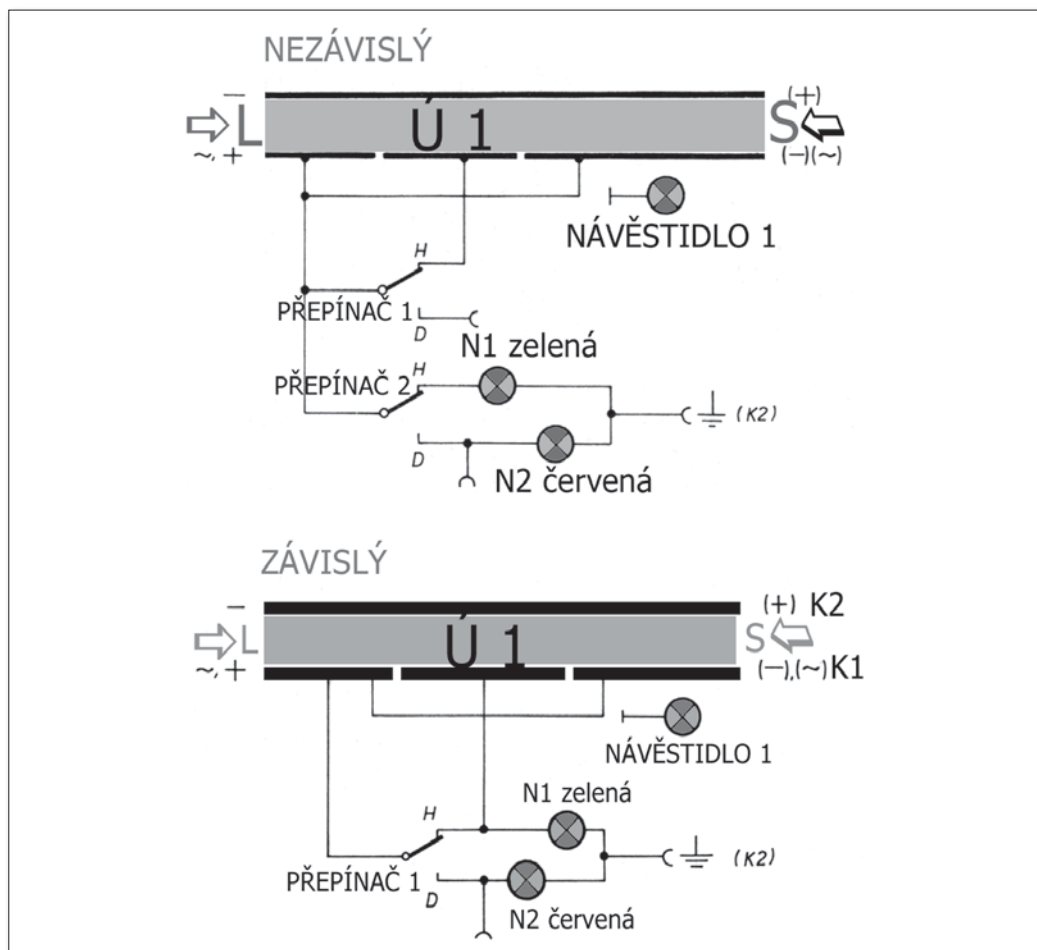 NEZÁVISLÝ
− (+)
L Ú 1 S
~, + (−)(~)
NÁVĚSTIDLO 1
H
PŘEPÍNAČ 1
D
N1 zelená
H
PŘEPÍNAČ 2
(K2)
D
N2 červená
ZÁVISLÝ
− (+) K2
L Ú 1 S
~, + (−),(~) K1
NÁVĚSTIDLO 1
N1 zelená
H
(K2)
PŘEPÍNAČ 1
D
N2 červená